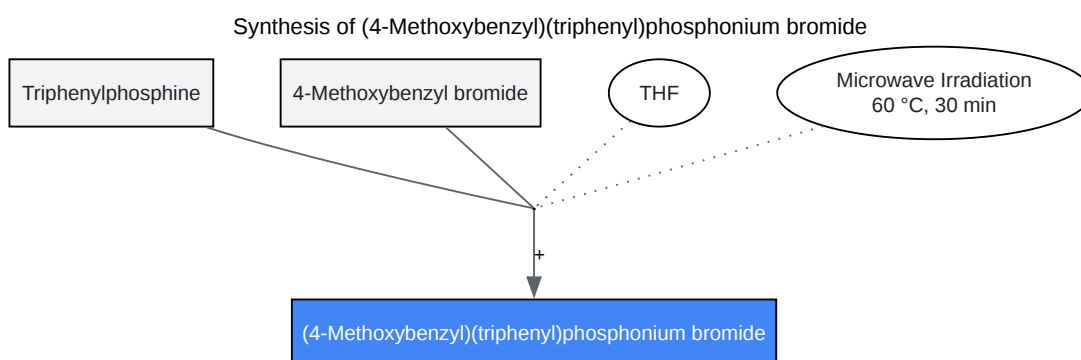 Synthesis of (4-Methoxybenzyl)(triphenyl)phosphonium bromide
Triphenylphosphine
4-Methoxybenzyl bromide
THF
Microwave Irradiation
60 °C, 30 min
+
(4-Methoxybenzyl)(triphenyl)phosphonium bromide